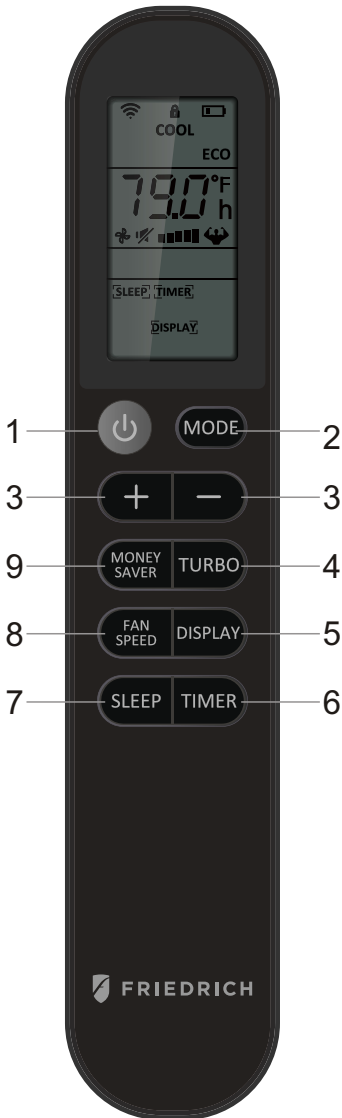 COOL
ECO
79.0°F
h
SLEEP TIMER
DISPLAY
1
MODE
2
3
+ −
3
9
MONEY
SAVER
TURBO
4
8
FAN
SPEED
DISPLAY
5
7
SLEEP
TIMER
6
FRIEDRICH